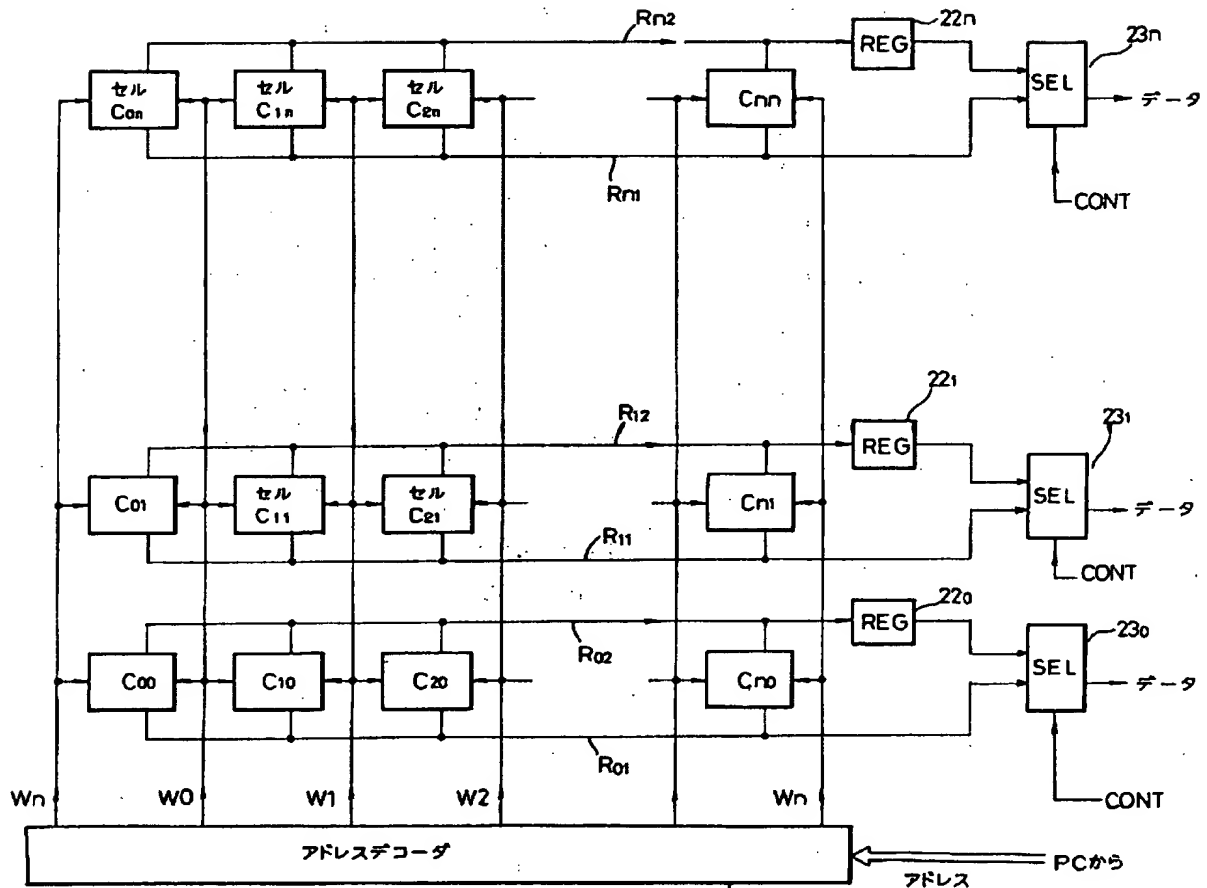 Rn2
22n
REG
23n
セル
C0n
セル
C1n
セル
C2n
Cnn
SEL
データ
Rn1
CONT
R12
221
REG
231
C01
セル
C11
セル
C21
Cn1
SEL
データ
R11
CONT
220
REG
230
R02
C00
C10
C20
Cn0
SEL
データ
R01
Wn
W0
W1
W2
Wn
CONT
アドレスデコーダ
PCから
アドレス